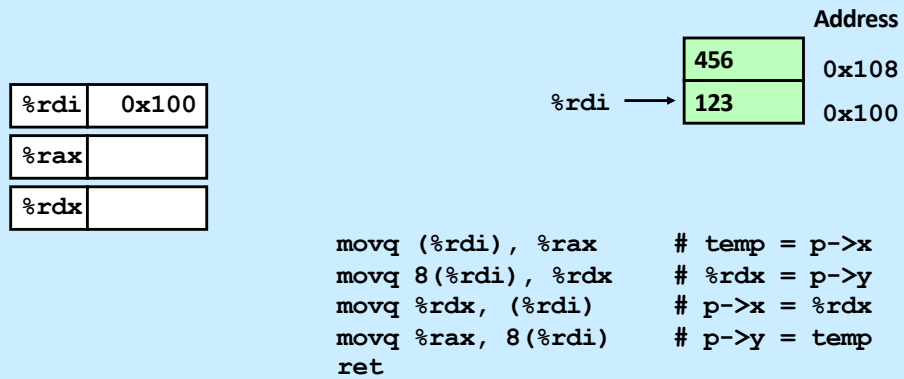 Address
456 0x108
%rdi 0x100 %rdi 123 0x100
%rax
%rdx
movq (%rdi), %rax # temp = p->x
movq 8(%rdi), %rdx # %rdx = p->y
movq %rdx, (%rdi) # p->x = %rdx
movq %rax, 8(%rdi) # p->y = temp
ret